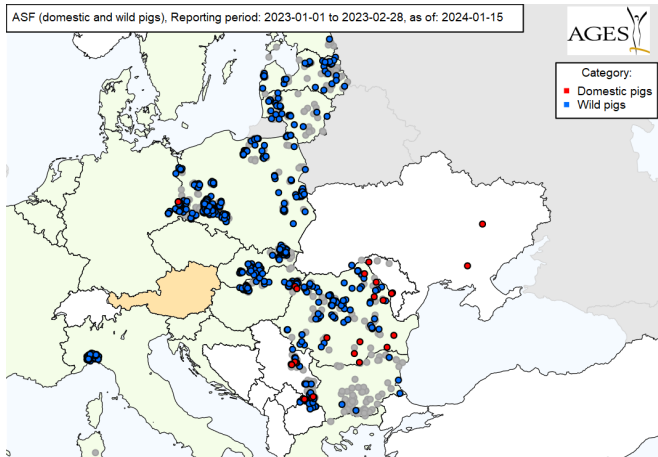 ASF (domestic and wild pigs), Reporting period: 2023-01-01 to 2023-02-28, as of: 2024-01-15
AGES
Category:
Domestic pigs
Wild pigs